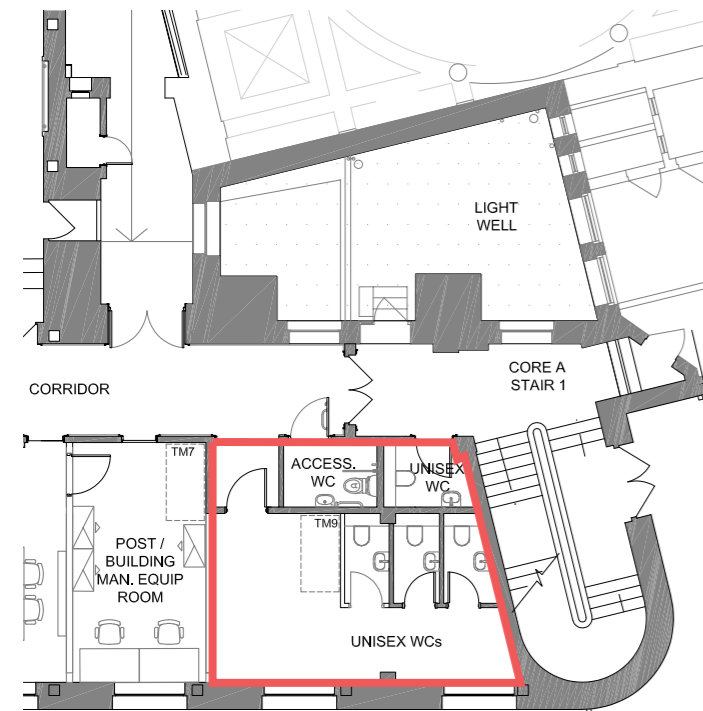 LIGHT
WELL
CORE A
STAIR 1
CORRIDOR
TM7
ACCESS.
WC
UNISEX
WC
TM9
POST /
BUILDING
MAN. EQUIP
ROOM
UNISEX WCs